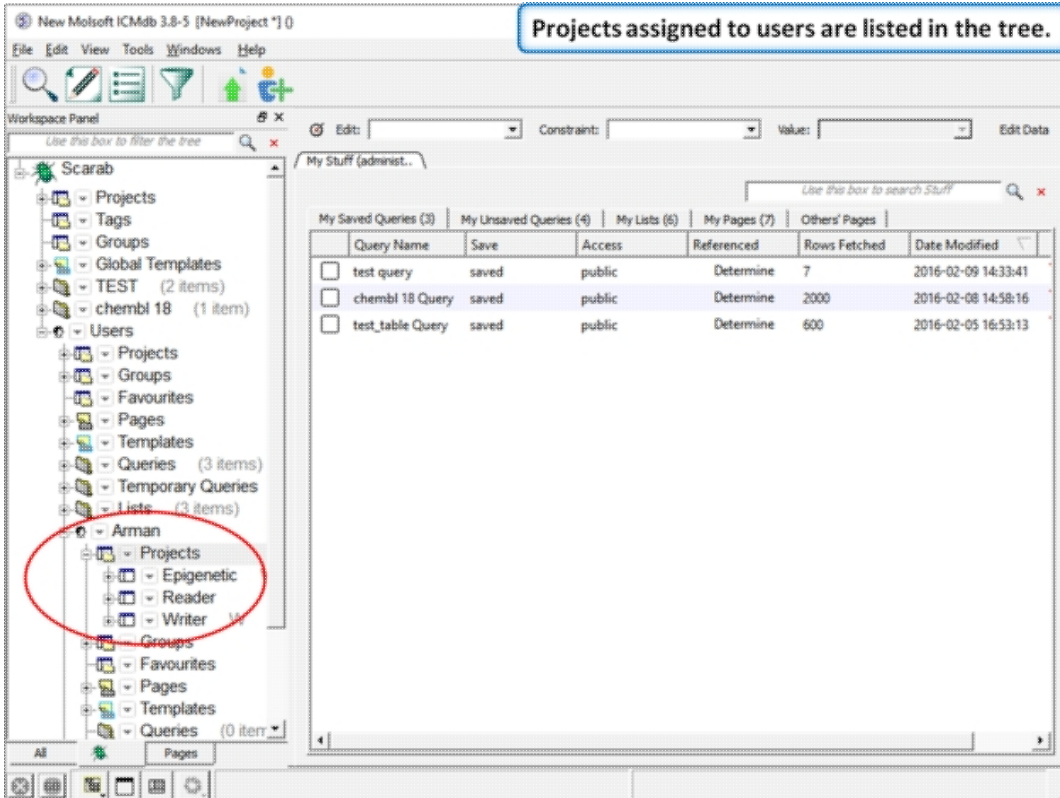 New Molsoft ICMdb 3.8-5 [NewProject *] ()
Projects assigned to users are listed in the tree.
File Edit View Tools Windows Help
Workspace Panel
Use this box to filter the tree
Edit: Constraint: Value: Edit Data
My Stuff (administ..
Use this box to search Stuff
My Saved Queries (3) My Unsaved Queries (4) My Lists (6) My Pages (7) Others' Pages
Query Name Save Access Referenced Rows Fetched Date Modified
test query saved public Determine 7 2016-02-09 14:33:41
chembl 18 Query saved public Determine 2000 2016-02-08 14:58:16
test_table Query saved public Determine 600 2016-02-05 16:53:13
Scarab
Projects
Tags
Groups
Global Templates
TEST (2 items)
chembl 18 (1 item)
Users
Projects
Groups
Favourites
Pages
Templates
Queries (3 items)
Temporary Queries
Lists (3 items)
Arman
Projects
Epigenetic
Reader
Writer W
Groups
Favourites
Pages
Templates
Queries (0 item
All Pages